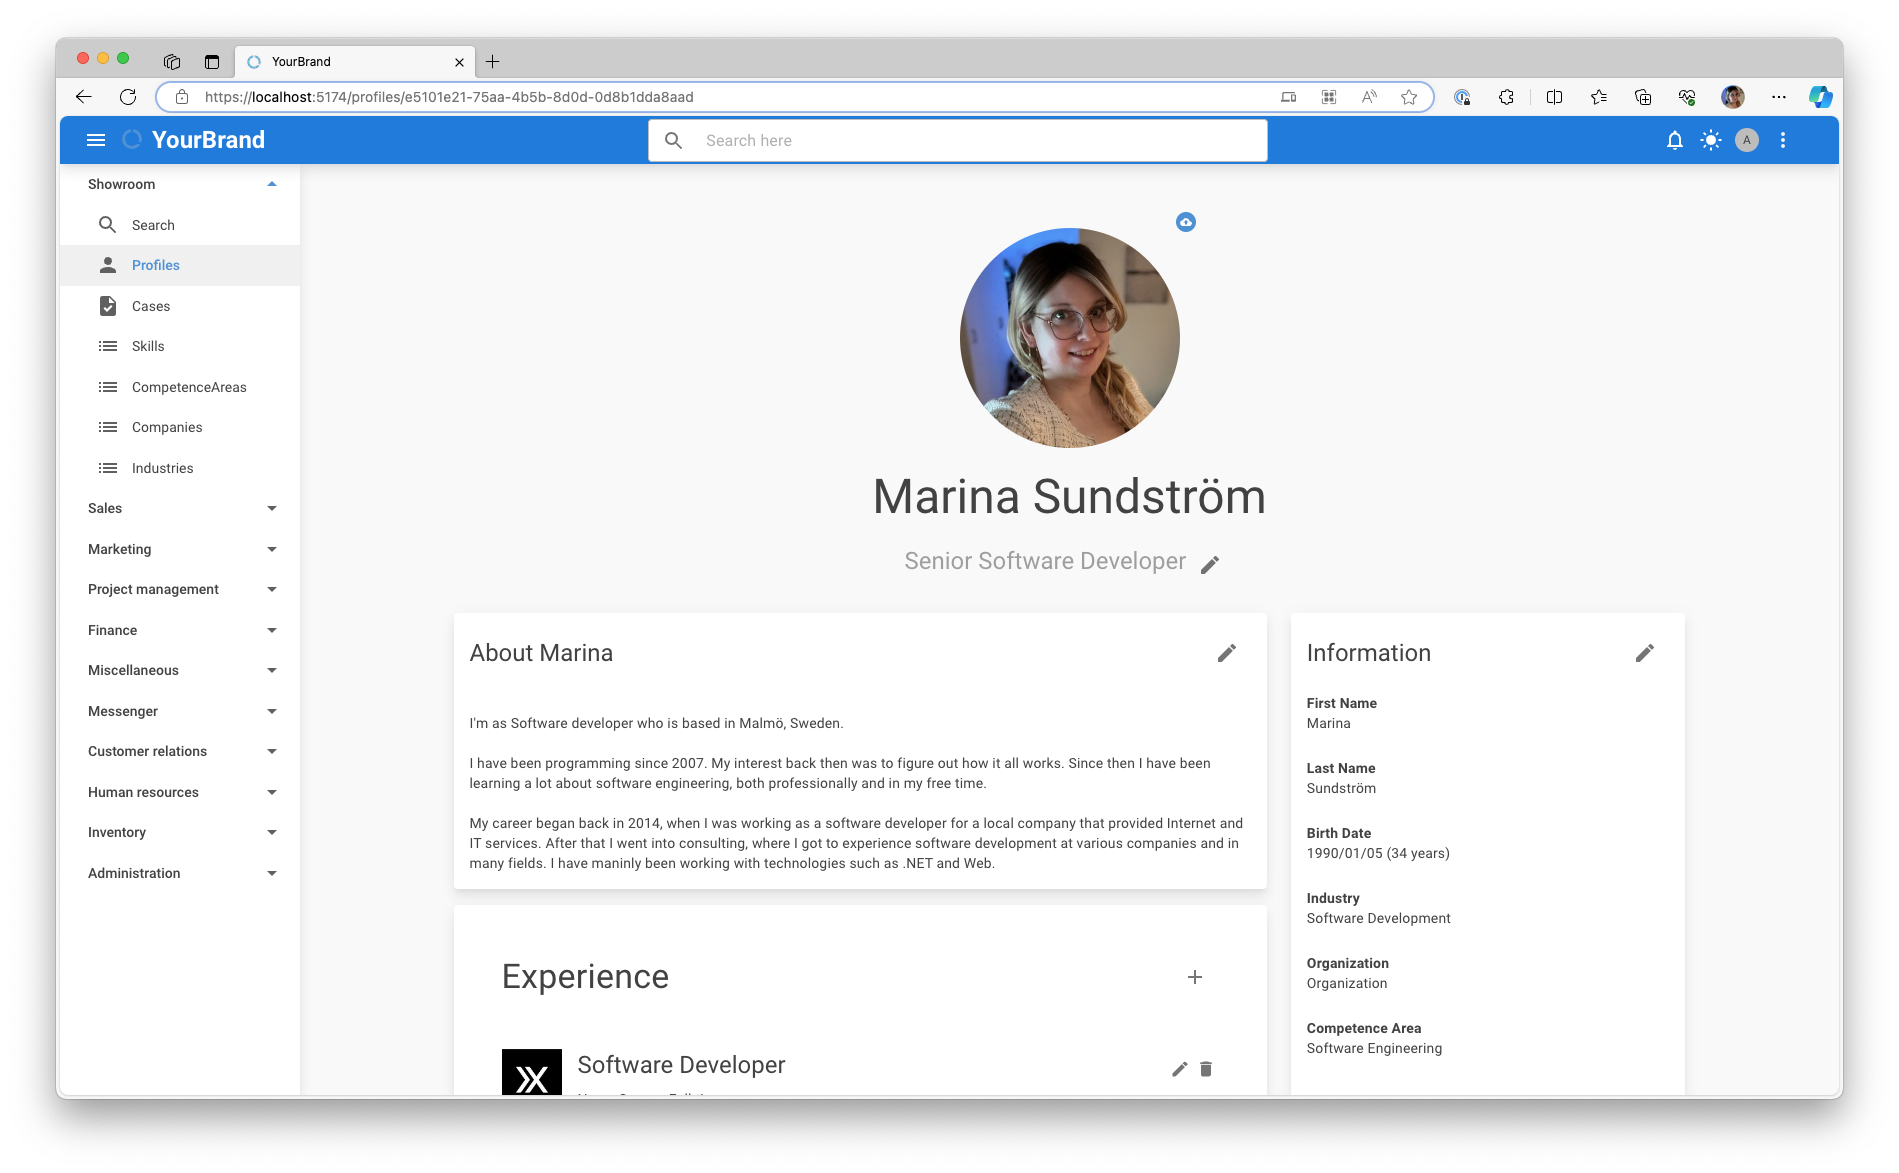 YourBrand
https://localhost:5174/profiles/e5101e21-75aa-4b5b-8d0d-0d8b1dda8aad
YourBrand
Search here
A
Showroom
Search
Profiles
Cases
Skills
CompetenceAreas
Companies
Industries
Sales
Marketing
Project management
Finance
Miscellaneous
Messenger
Customer relations
Human resources
Inventory
Administration
Marina Sundström
Senior Software Developer
About Marina
I'm as Software developer who is based in Malmö, Sweden.
I have been programming since 2007. My interest back then was to figure out how it all works. Since then I have been
learning a lot about software engineering, both professionally and in my free time.
My career began back in 2014, when I was working as a software developer for a local company that provided Internet and
IT services. After that I went into consulting, where I got to experience software development at various companies and in
many fields. I have maninly been working with technologies such as .NET and Web.
Experience
Software Developer
Information
First Name
Marina
Last Name
Sundström
Birth Date
1990/01/05 (34 years)
Industry
Software Development
Organization
Organization
Competence Area
Software Engineering